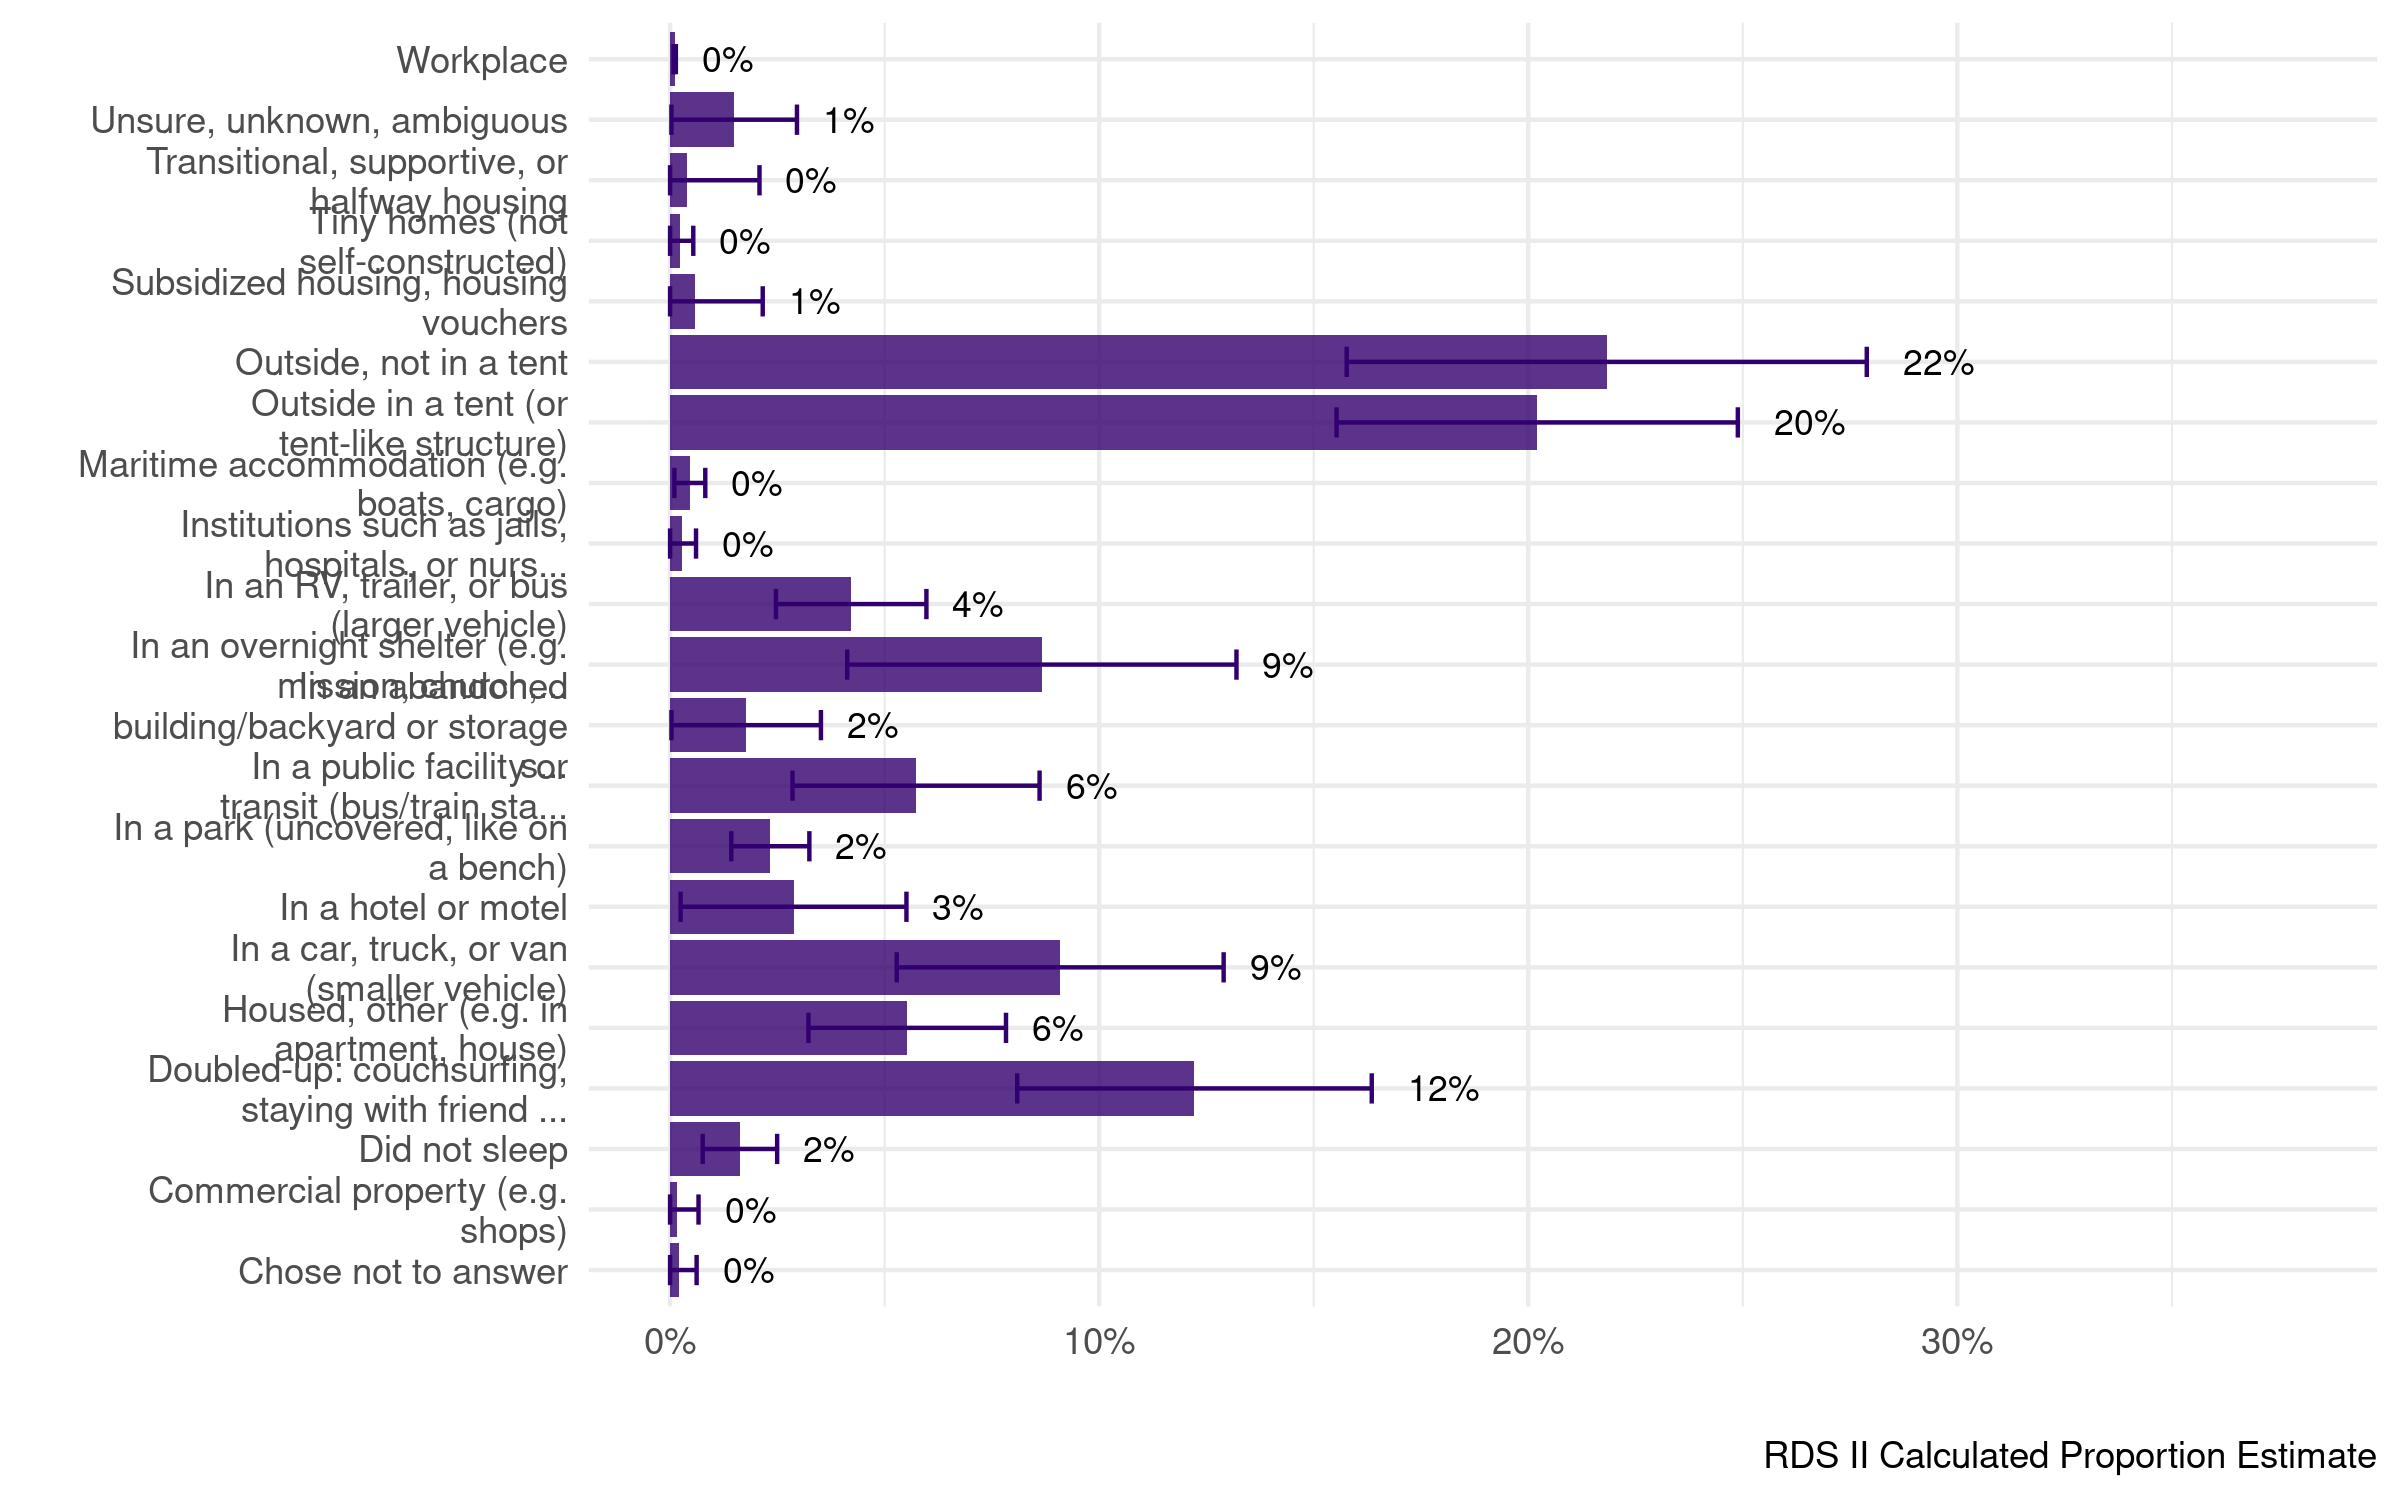 Workplace
0%
Unsure, unknown, ambiguous
1%
Transitional, supportive, or
halfway housing
0%
Tiny homes (not
self-constructed)
0%
Subsidized housing, housing
vouchers
1%
Outside, not in a tent
22%
Outside in a tent (or
tent-like structure)
20%
Maritime accommodation (e.g.
boats, cargo)
0%
Institutions such as jails,
hospitals, or nurs...
0%
In an RV, trailer, or bus
(larger vehicle)
4%
In an overnight shelter (e.g.
mission, church,...
9%
In an abandoned
building/backyard or storage
s...
2%
In a public facility or
transit (bus/train sta...
6%
In a park (uncovered, like on
a bench)
2%
In a hotel or motel
3%
In a car, truck, or van
(smaller vehicle)
9%
Housed, other (e.g. in
apartment, house)
6%
Doubled-up: couchsurfing,
staying with friend ...
12%
Did not sleep
2%
Commercial property (e.g.
shops)
0%
Chose not to answer
0%
0%
10%
20%
30%
RDS II Calculated Proportion Estimate